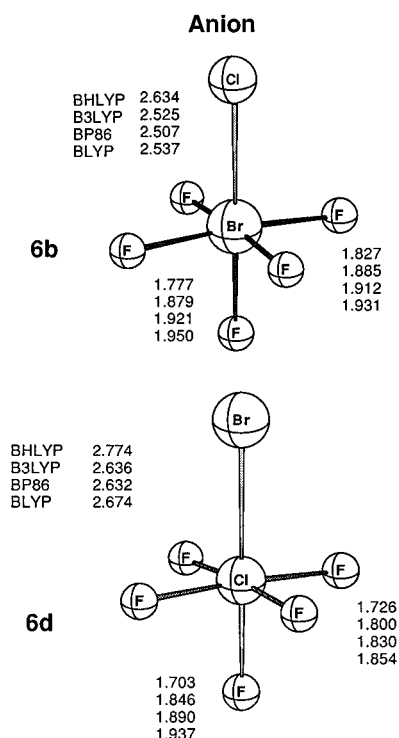 Anion
Cl
BHLYP 2.634
B3LYP 2.525
BP86 2.507
BLYP 2.537
F
F
Br
F
F
6b
1.827
1.885
1.912
1.931
1.777
1.879
1.921
1.950
F
Br
BHLYP 2.774
B3LYP 2.636
BP86 2.632
BLYP 2.674
F
F
Cl
F
F
6d
1.726
1.800
1.830
1.854
1.703
1.846
1.890
1.937
F